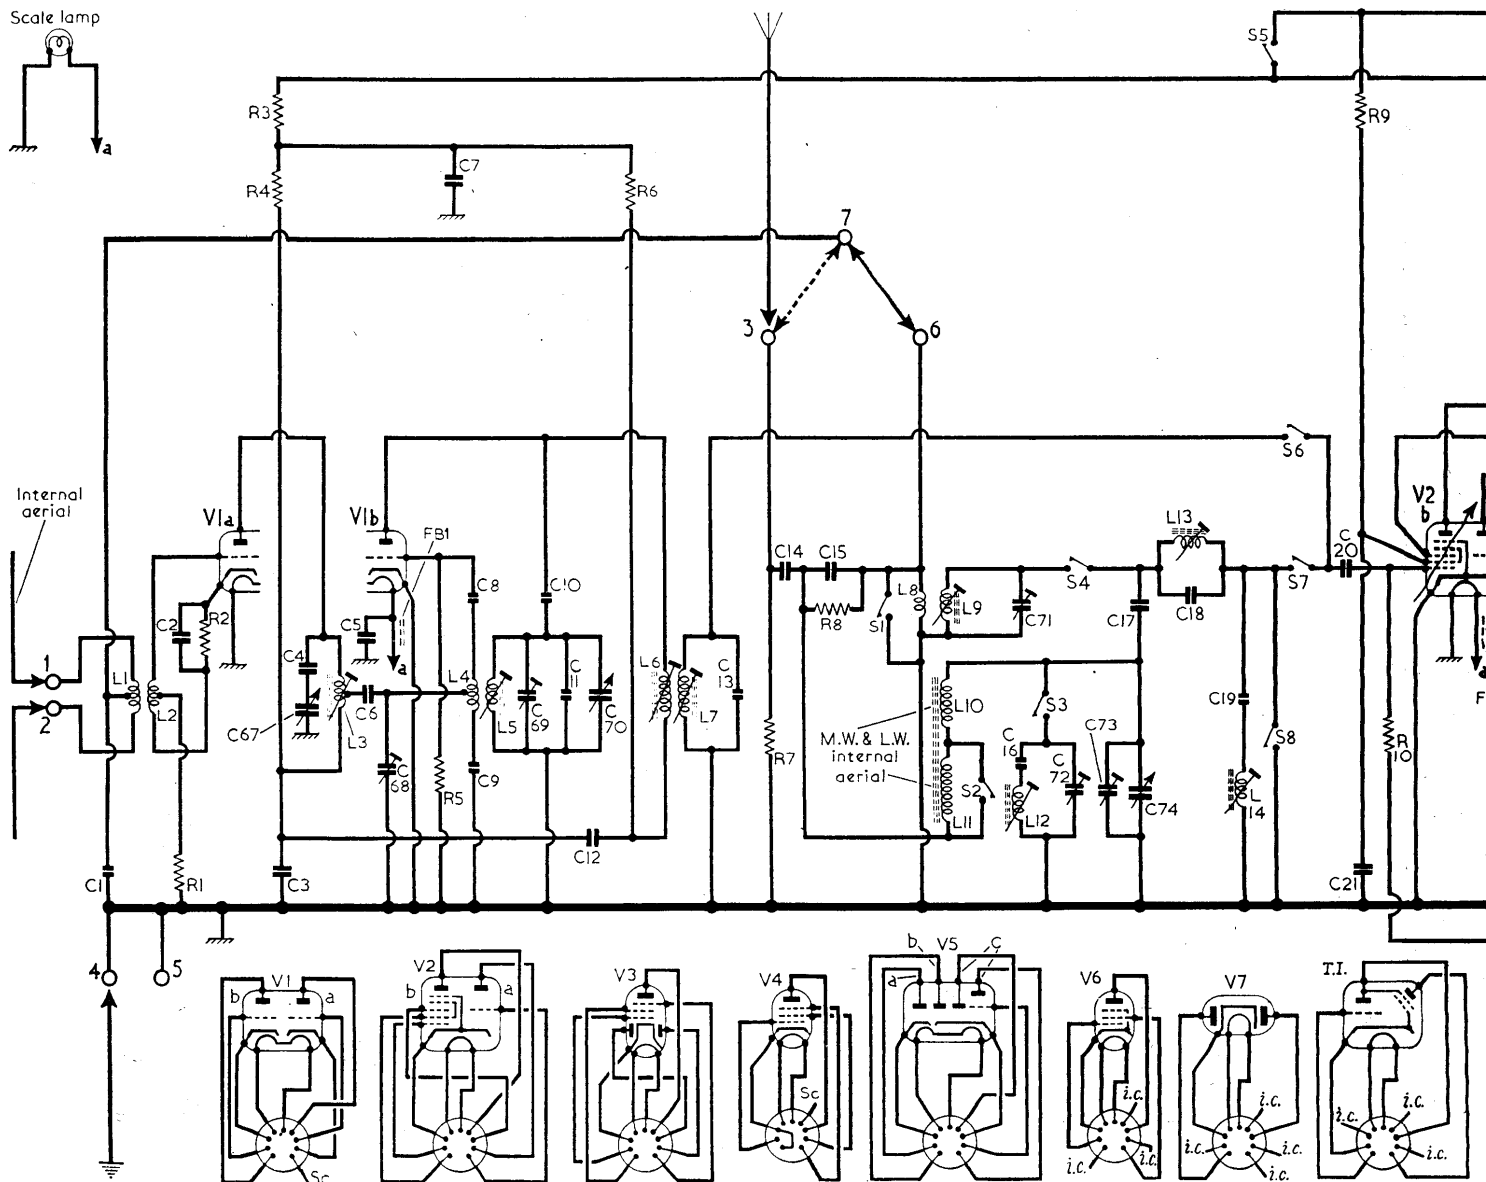 Scale lamp
a
S5
R3
R9
C7
R4
R6
7
3
6
S6
Internal
aerial
V1a
V1b
FB1
V2
b
L13
C
20
C14
C15
S4
S7
C8
C10
L8
L9
C2
R2
C5
R8
S1
C71
C17
C18
a
C4
1
L1
L2
L4
L6
C
11
C
13
C6
L5
C
69
C
70
L7
L10
S3
C19
2
C67
L3
M.W. & L.W.
internal
aerial
C
16
C
72
C73
S8
F
C
68
R5
C9
R7
S2
C74
L
14
R
10
L11
L12
C12
C1
R1
C3
C21
4
5
V1
b
a
V2
b
a
V3
V4
b
V5
c
a
V6
V7
T.I.
Sc
Sc
i.c.
i.c.
i.c.
i.c.
i.c.
i.c.
i.c.
i.c.
i.c.
i.c.
i.c.